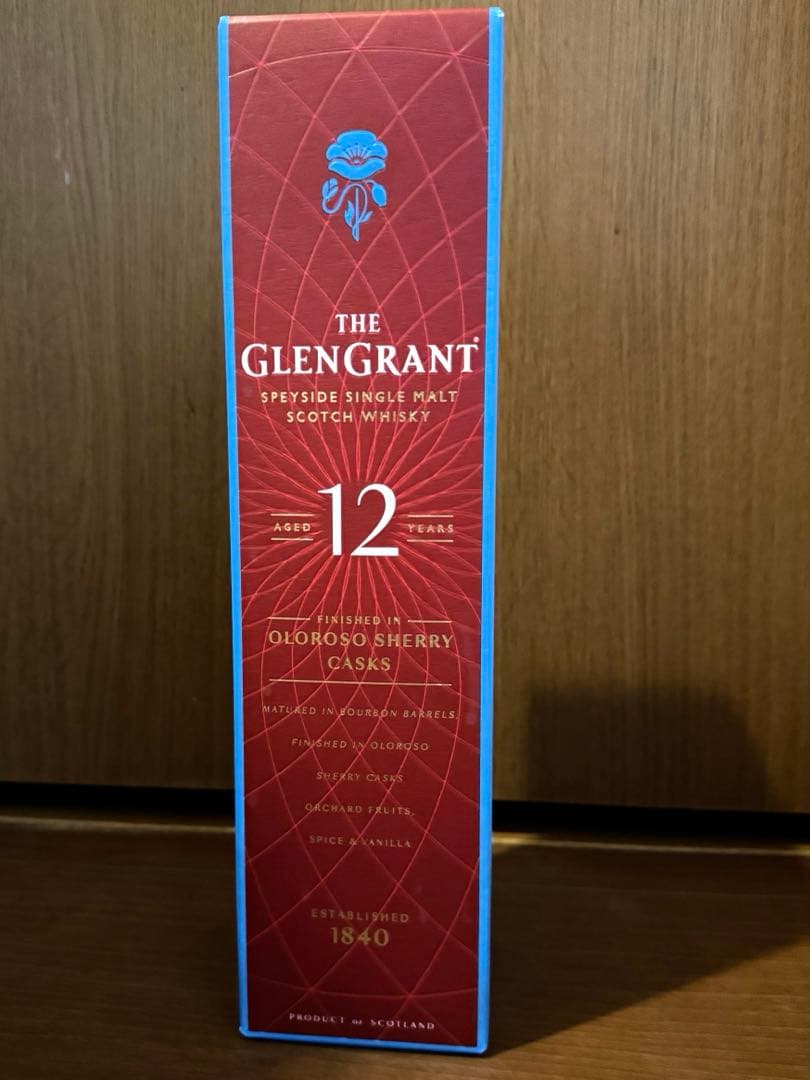 THE
GLENGRANT®
SPEYSIDE SINGLE MALT
SCOTCH WHISKY
AGED 12 YEARS
FINISHED IN
OLOROSO SHERRY
CASKS
MATURED IN BOURBON BARRELS,
FINISHED IN OLOROSO
SHERRY CASKS
ORCHARD FRUITS,
SPICE & VANILLA
ESTABLISHED
1840
PRODUCT OF SCOTLAND